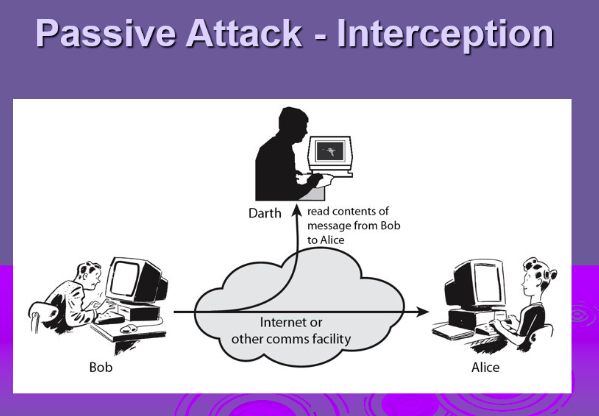 Passive Attack - Interception
Darth
read contents of
message from Bob
to Alice
Internet or
other comms facility
Bob
Alice